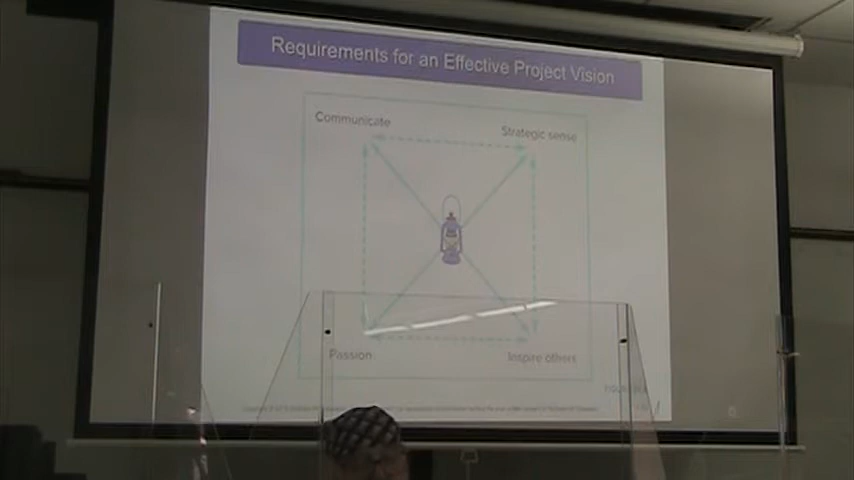 Requirements for an Effective Project Vision
Communicate
Strategic sense
Passion
Inspire others